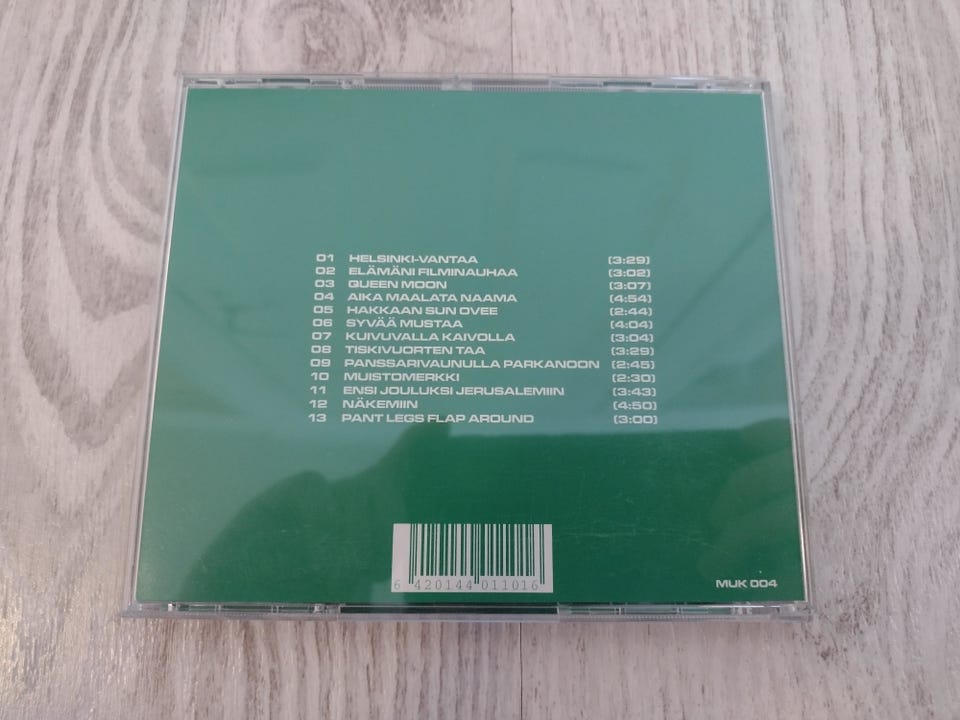 01 HELSINKI-VANTAA (3:29)
02 ELÄMÄNI FILMINAUHAA (3:02)
03 QUEEN MOON (3:07)
04 AIKA MAALATA NAAMA (4:54)
05 HAKKAAN SUN OVEE (2:44)
06 SYVÄÄ MUSTAA (4:04)
07 KUIVUVALLA KAIVOLLA (3:04)
08 TISKIVUORTEN TAA (3:29)
09 PANSSARIVAUNULLA PARKANOON (2:45)
10 MUISTOMERKKI (2:30)
11 ENSI JOULUKSI JERUSALEMIIN (3:43)
12 NÄKEMIIN (4:50)
13 PANT LEGS FLAP AROUND (3:00)
6 420144 011016
MUK 004